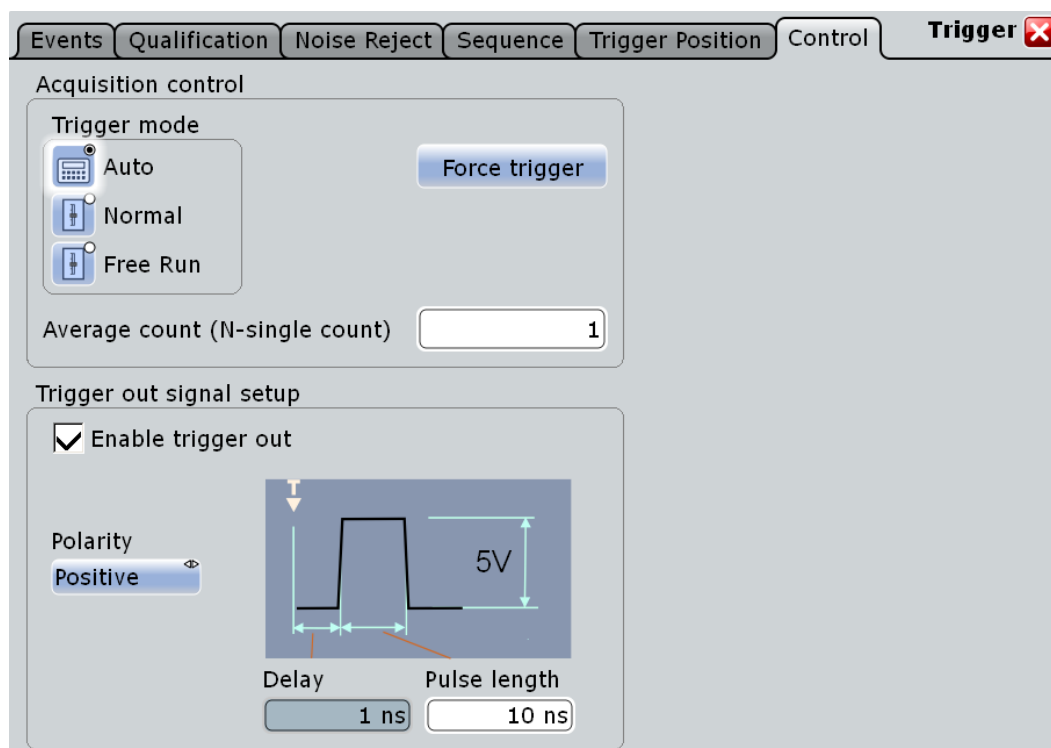 Events Qualification Noise Reject Sequence Trigger Position Control Trigger
Acquisition control
Trigger mode
Auto
Force trigger
Normal
Free Run
Average count (N-single count) 1
Trigger out signal setup
Enable trigger out
T
Polarity
Positive
5V
Delay Pulse length
1 ns 10 ns